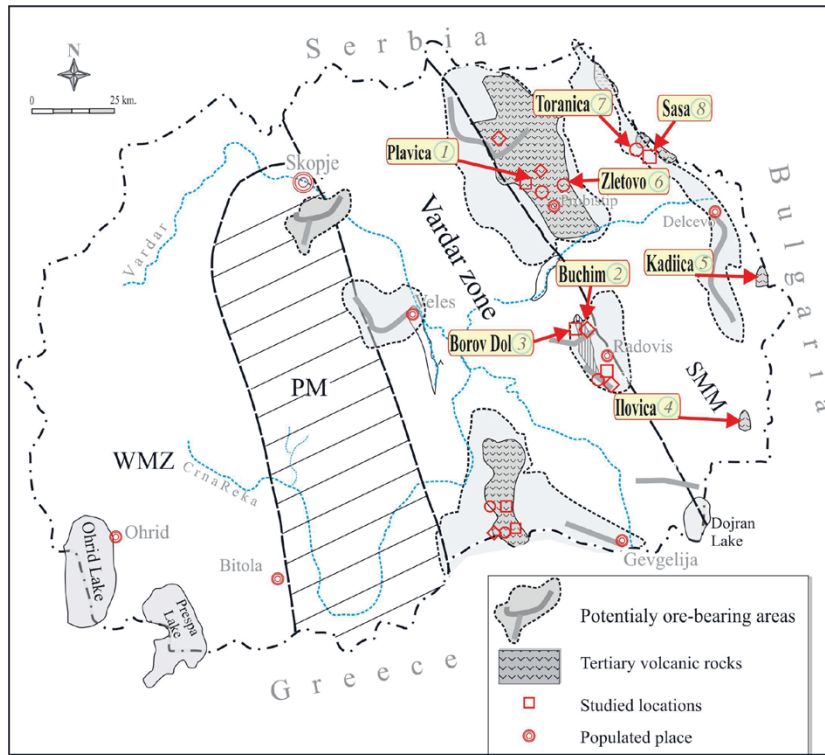 Serbia
N
0 25 km.
Toranica 7
Sasa 8
Plavica 1
Skopje
Zletovo 6
Probistip
Delcevo
Bulgaria
Vardar
Vardar zone
Kadiica 5
Buchim 2
Veles
Borov Dol 3
Radovis
PM
SMM
Ilovica 4
WMZ
CrnaReka
Ohrid
Ohrid Lake
Dojran
Lake
Bitola
Gevgelija
Prespa
Lake
Greece
Potentialy ore-bearing areas
Tertiary volcanic rocks
Studied locations
Populated place